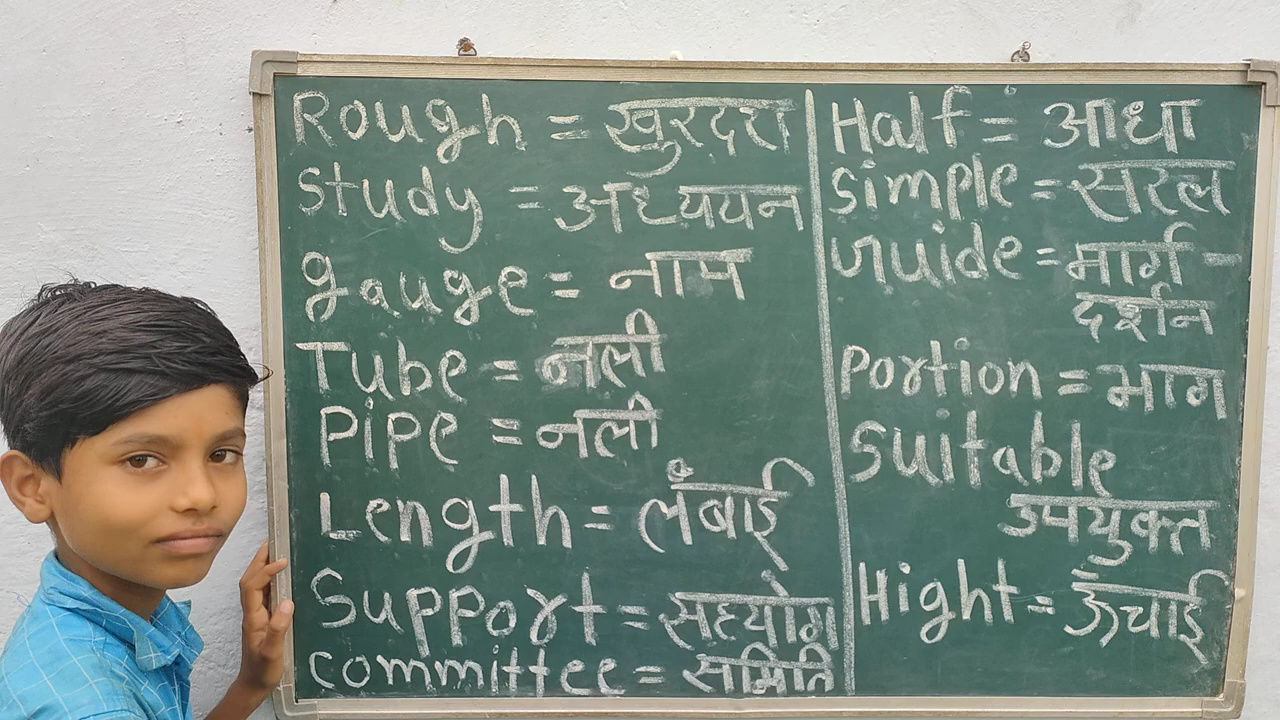 Rough = खुरदरा
study = अध्ययन
gauge = नाप
Tube = नली
PiPe = नली
Length = लंबाई
Support = सहयोग
committee = समिति
Half = आधा
simple = सरल
guide = मार्ग -
दर्शन
Portion = भाग
suitable
उपयुक्त
Hight = ऊँचाई